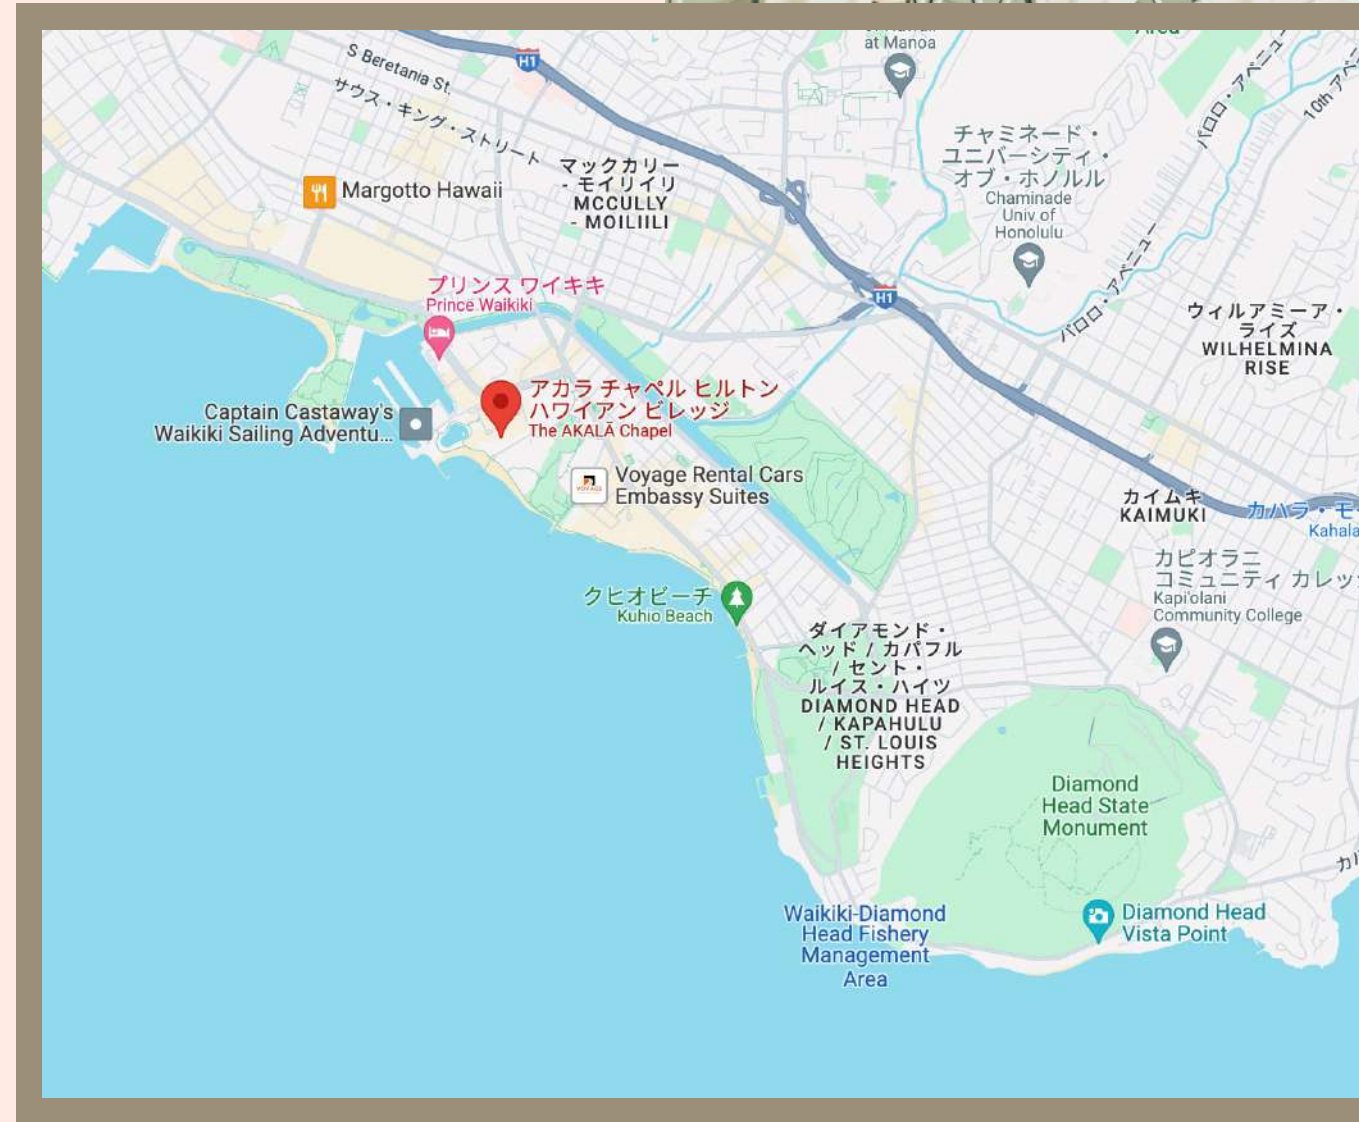 at Manoa
Area
S Beretania St.
H1
サウス・キング・ストリート
マックカリー
- モイリイリ
MCCULLY
- MOILIILI
Margotto Hawaii
チャミネード・
ユニバーシティ・
オブ・ホノルル
Chaminade
Univ of
Honolulu
パロロ・アベニュー
10th アベ
プリンス ワイキキ
Prince Waikiki
H1
パロロ・アベニュー
ウィルアミーア・
ライズ
WILHELMINA
RISE
アカラ チャペル ヒルトン
ハワイアン ビレッジ
The AKALĀ Chapel
Captain Castaway's
Waikiki Sailing Adventu...
Voyage Rental Cars
Embassy Suites
カイムキ
KAIMUKI
カハラ・モ
Kahala
カピオラニ
コミュニティ カレッ
Kapi'olani
Community College
クヒオビーチ
Kuhio Beach
ダイアモンド・
ヘッド / カパフル
/ セント・
ルイス・ハイツ
DIAMOND HEAD
/ KAPAHULU
/ ST. LOUIS
HEIGHTS
Diamond
Head State
Monument
カハ
Waikiki-Diamond
Head Fishery
Management
Area
Diamond Head
Vista Point